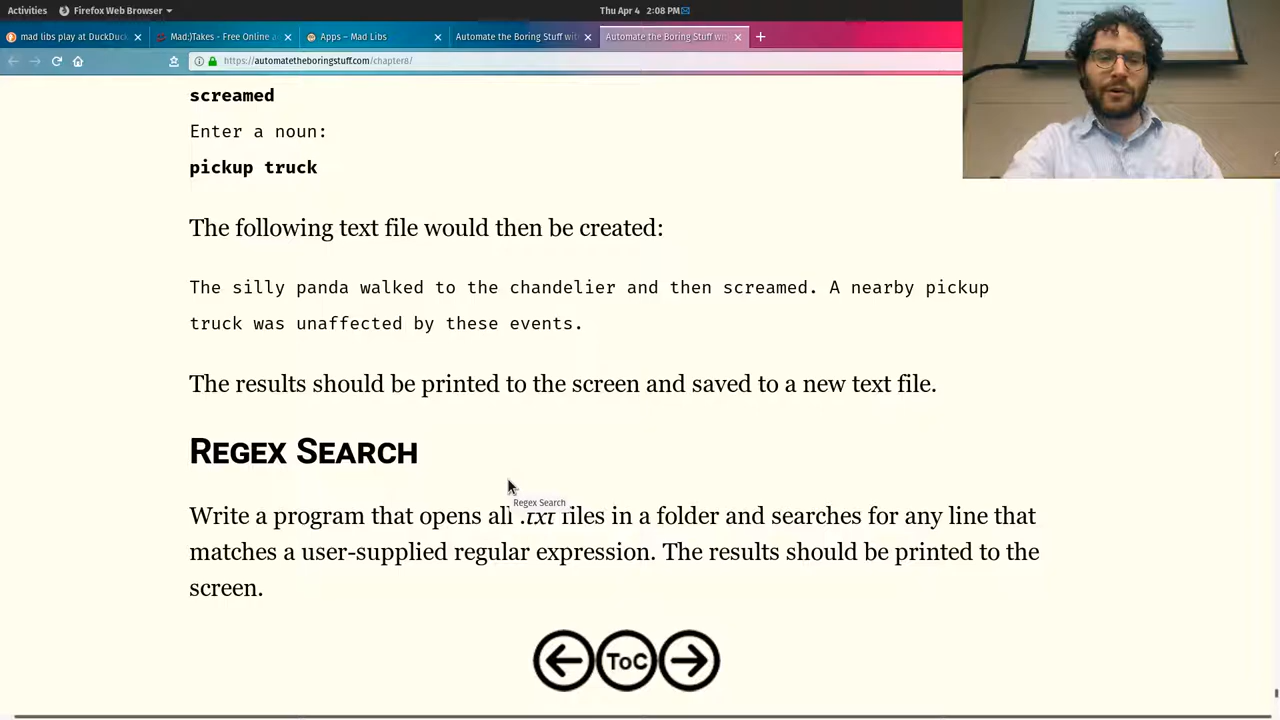 Activities Firefox Web Browser Thu Apr 4 2:08 PM
mad libs play at DuckDuc Mad:)Takes - Free Online a Apps – Mad Libs Automate the Boring Stuff wit Automate the Boring Stuff wi
https://automatetheboringstuff.com/chapter8/
screamed
Enter a noun:
pickup truck
The following text file would then be created:
The silly panda walked to the chandelier and then screamed. A nearby pickup
truck was unaffected by these events.
The results should be printed to the screen and saved to a new text file.
Regex Search
Regex Search
Write a program that opens all .txt files in a folder and searches for any line that
matches a user-supplied regular expression. The results should be printed to the
screen.
ToC